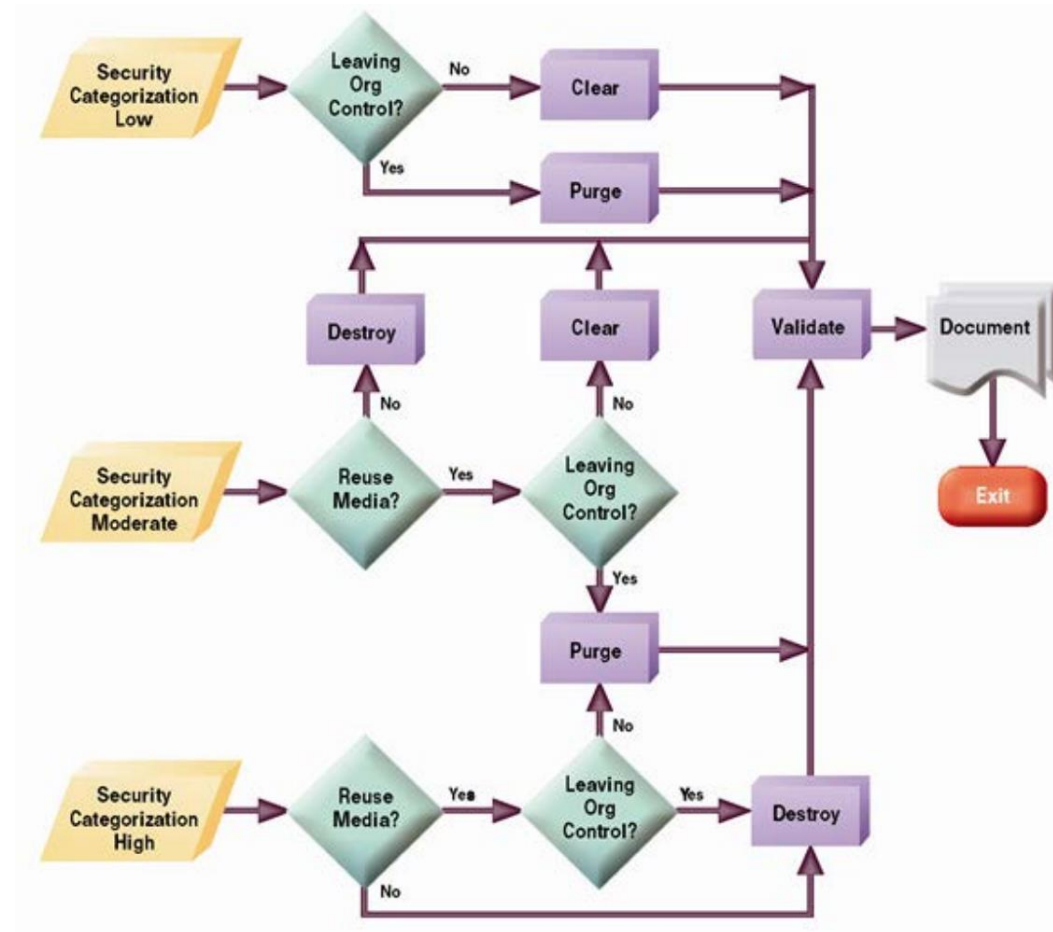 Security
Categorization
Low
Leaving
Org
Control?
No
Clear
Yes
Purge
Destroy
Clear
Validate
Document
No
No
Security
Categorization
Moderate
Reuse
Media?
Yes
Leaving
Org
Control?
Exit
Yes
Purge
No
Security
Categorization
High
Reuse
Media?
Yes
Leaving
Org
Control?
Yes
Destroy
No